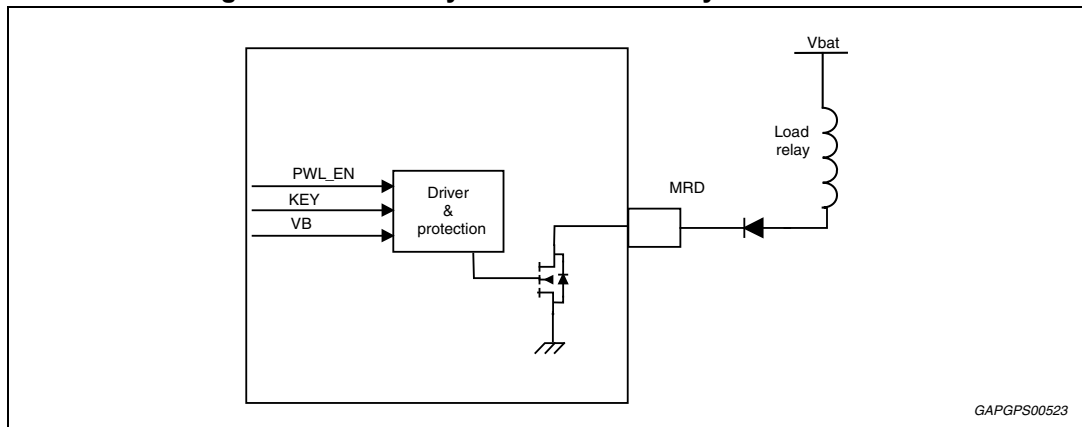 Vbat
Load
relay
PWL_EN
KEY
VB
Driver
&
protection
MRD
GAPGPS00523